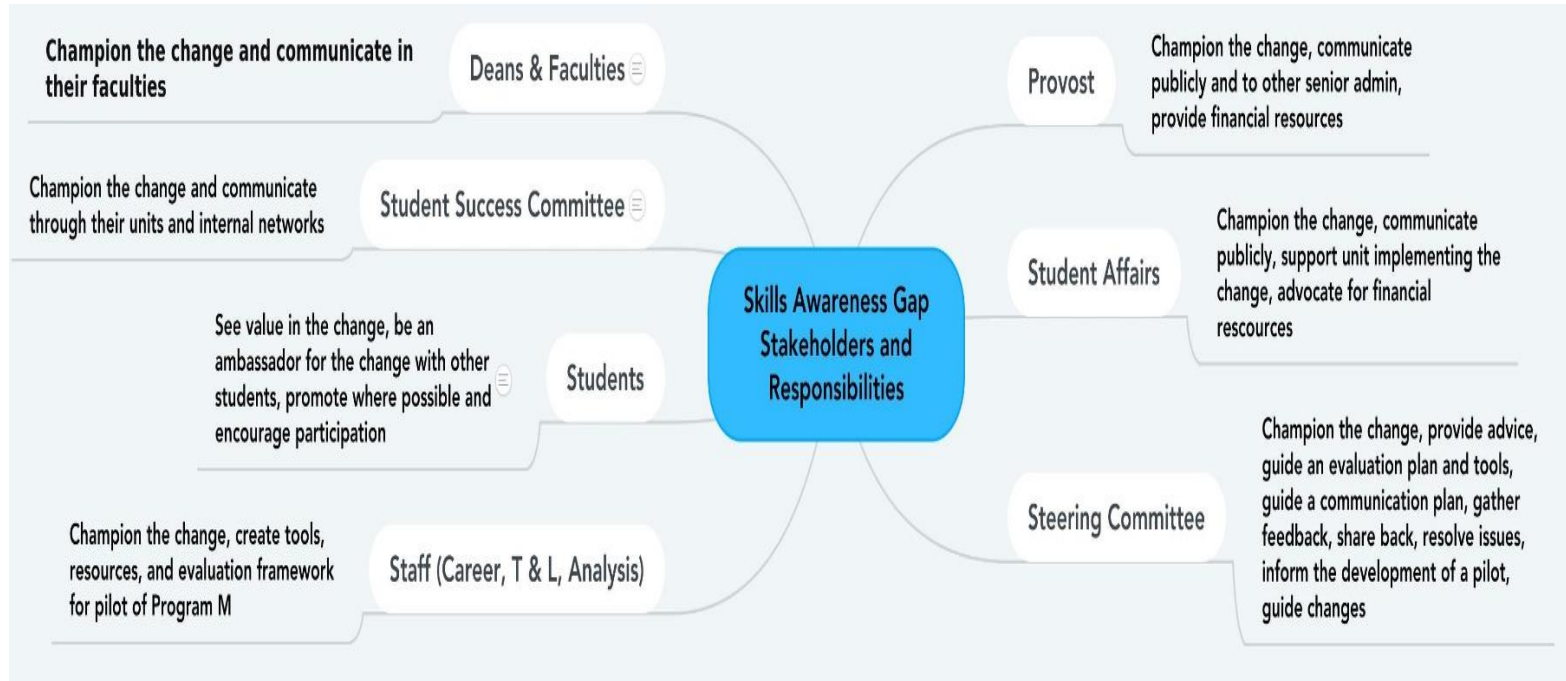 Champion the change and communicate in
their faculties
Deans & Faculties
Champion the change and communicate
through their units and internal networks
Student Success Committee
See value in the change, be an
ambassador for the change with other
students, promote where possible and
encourage participation
Students
Champion the change, create tools,
resources, and evaluation framework
for pilot of Program M
Staff (Career, T & L, Analysis)
Skills Awareness Gap
Stakeholders and
Responsibilities
Provost
Champion the change, communicate
publicly and to other senior admin,
provide financial resources
Student Affairs
Champion the change, communicate
publicly, support unit implementing the
change, advocate for financial
rescources
Steering Committee
Champion the change, provide advice,
guide an evaluation plan and tools,
guide a communication plan, gather
feedback, share back, resolve issues,
inform the development of a pilot,
guide changes